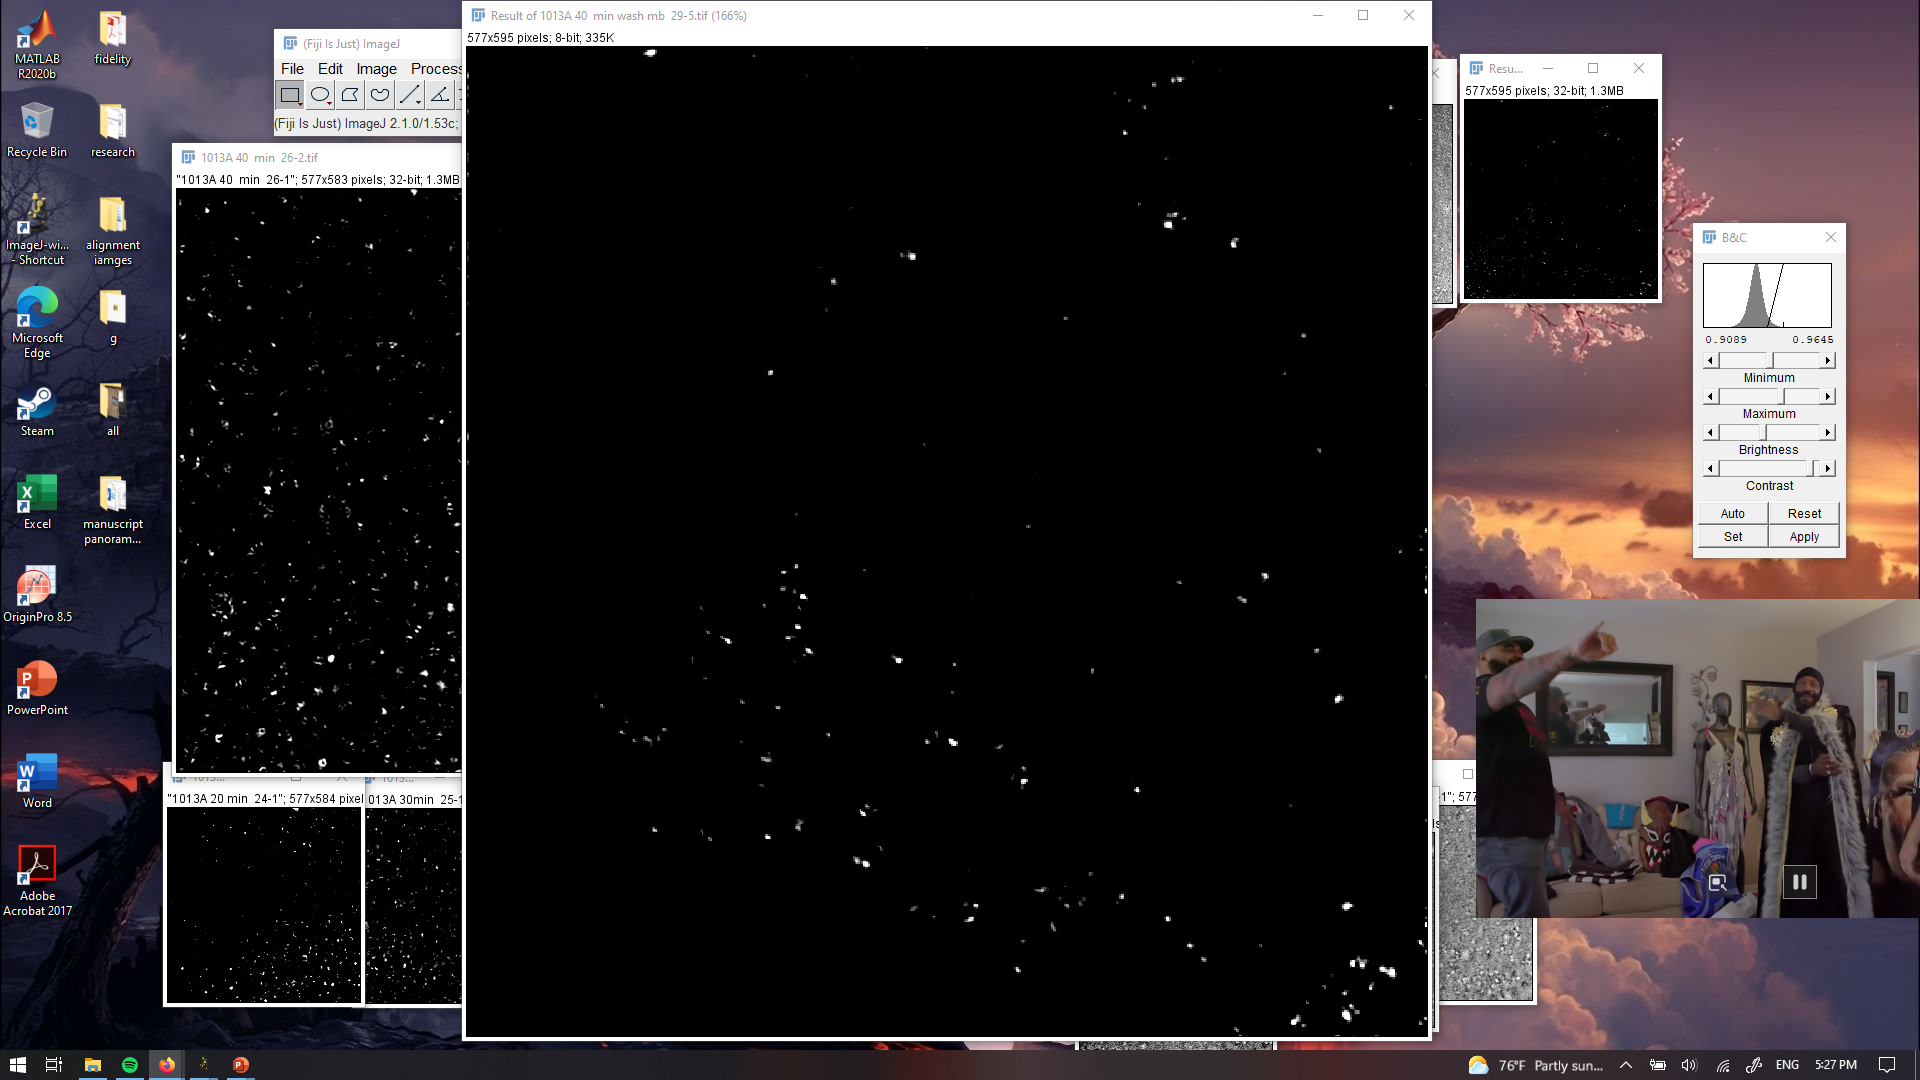 MATLAB
R2020b
fidelity
Recycle Bin
research
ImageJ-wi...
- Shortcut
alignment
iamges
Microsoft
Edge
g
Steam
all
Excel
manuscript
panoram...
OriginPro 8.5
PowerPoint
Word
Adobe
Acrobat 2017
(Fiji Is Just) ImageJ
File Edit Image Process
(Fiji Is Just) ImageJ 2.1.0/1.53c;
1013A 40 min 26-2.tif
"1013A 40 min 26-1"; 577x583 pixels; 32-bit; 1.3MB
"1013A 20 min 24-1"; 577x584 pixel
013A 30min 25-1
Result of 1013A 40 min wash mb 29-5.tif (166%)
577x595 pixels; 8-bit; 335K
Resu...
577x595 pixels; 32-bit; 1.3MB
B&C
0.9089 0.9645
Minimum
Maximum
Brightness
Contrast
Auto Reset
Set Apply
1"; 577
76°F Partly sun...
ENG
5:27 PM